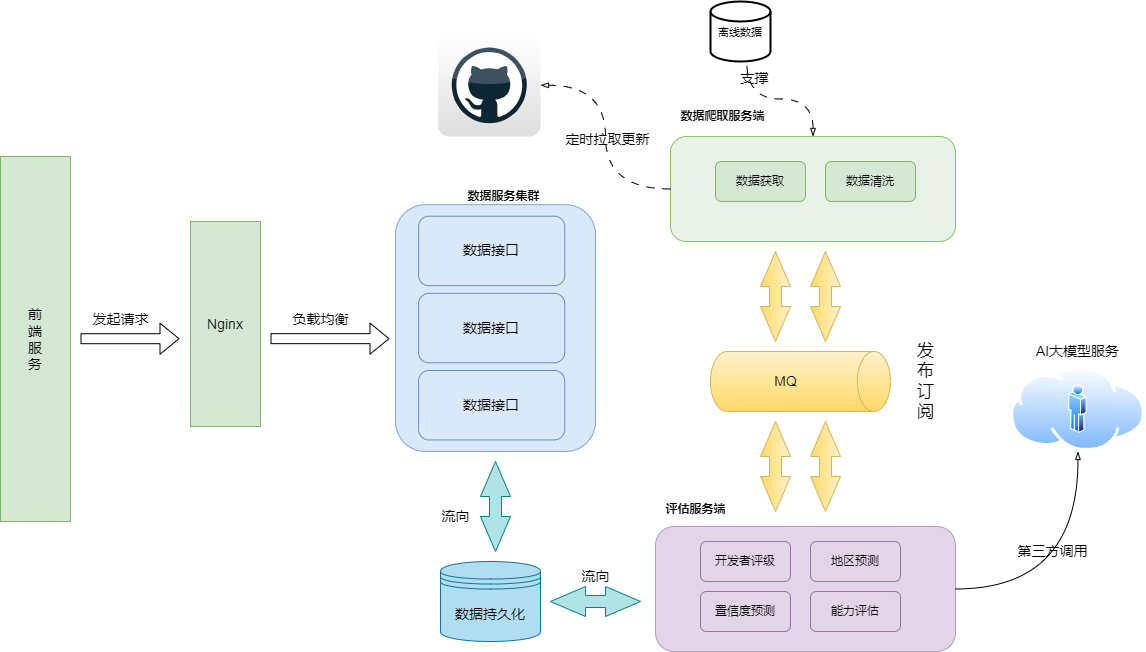 离线数据
支撑
数据爬取服务端
定时拉取更新
数据获取
数据清洗
数据服务集群
数据接口
数据接口
数据接口
前
端
服
务
发起请求
Nginx
负载均衡
MQ
发
布
订
阅
AI大模型服务
流向
评估服务端
开发者评级
地区预测
置信度预测
能力评估
第三方调用
流向
数据持久化